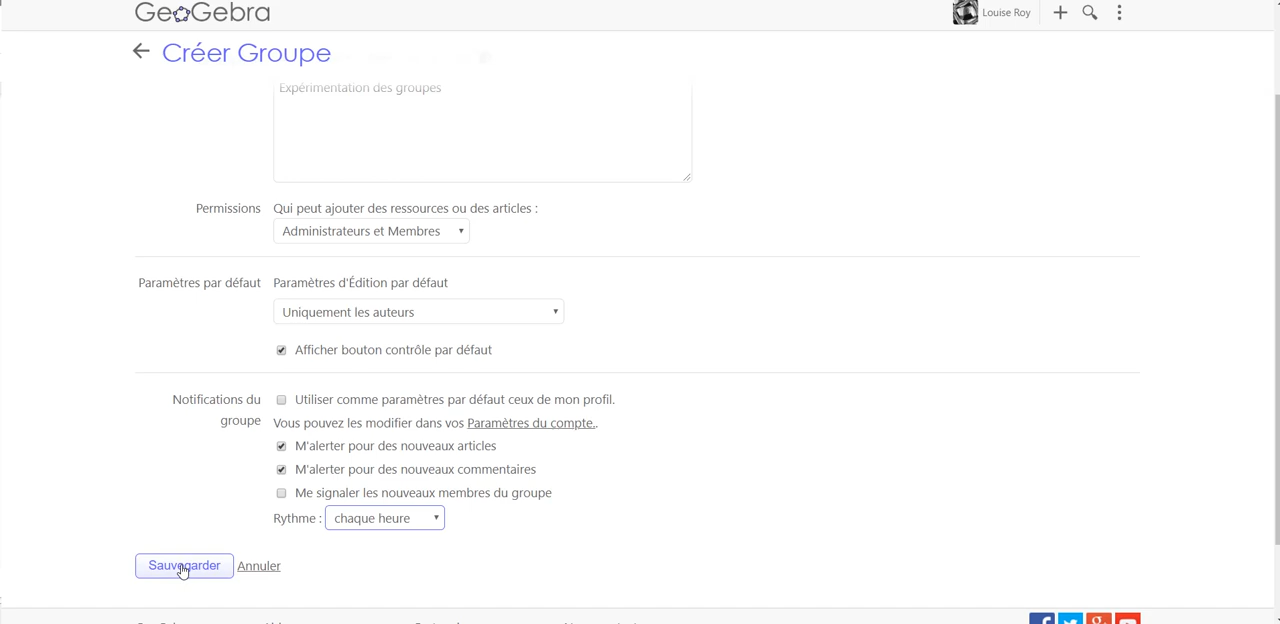 GeoGebra
Louise Roy
Créer Groupe
Expérimentation des groupes
Permissions
Qui peut ajouter des ressources ou des articles :
Administrateurs et Membres
Paramètres par défaut
Paramètres d'Édition par défaut
Uniquement les auteurs
Afficher bouton contrôle par défaut
Notifications du
groupe
Utiliser comme paramètres par défaut ceux de mon profil.
Vous pouvez les modifier dans vos Paramètres du compte..
M'alerter pour des nouveaux articles
M'alerter pour des nouveaux commentaires
Me signaler les nouveaux membres du groupe
Rythme : chaque heure
Sauvegarder Annuler